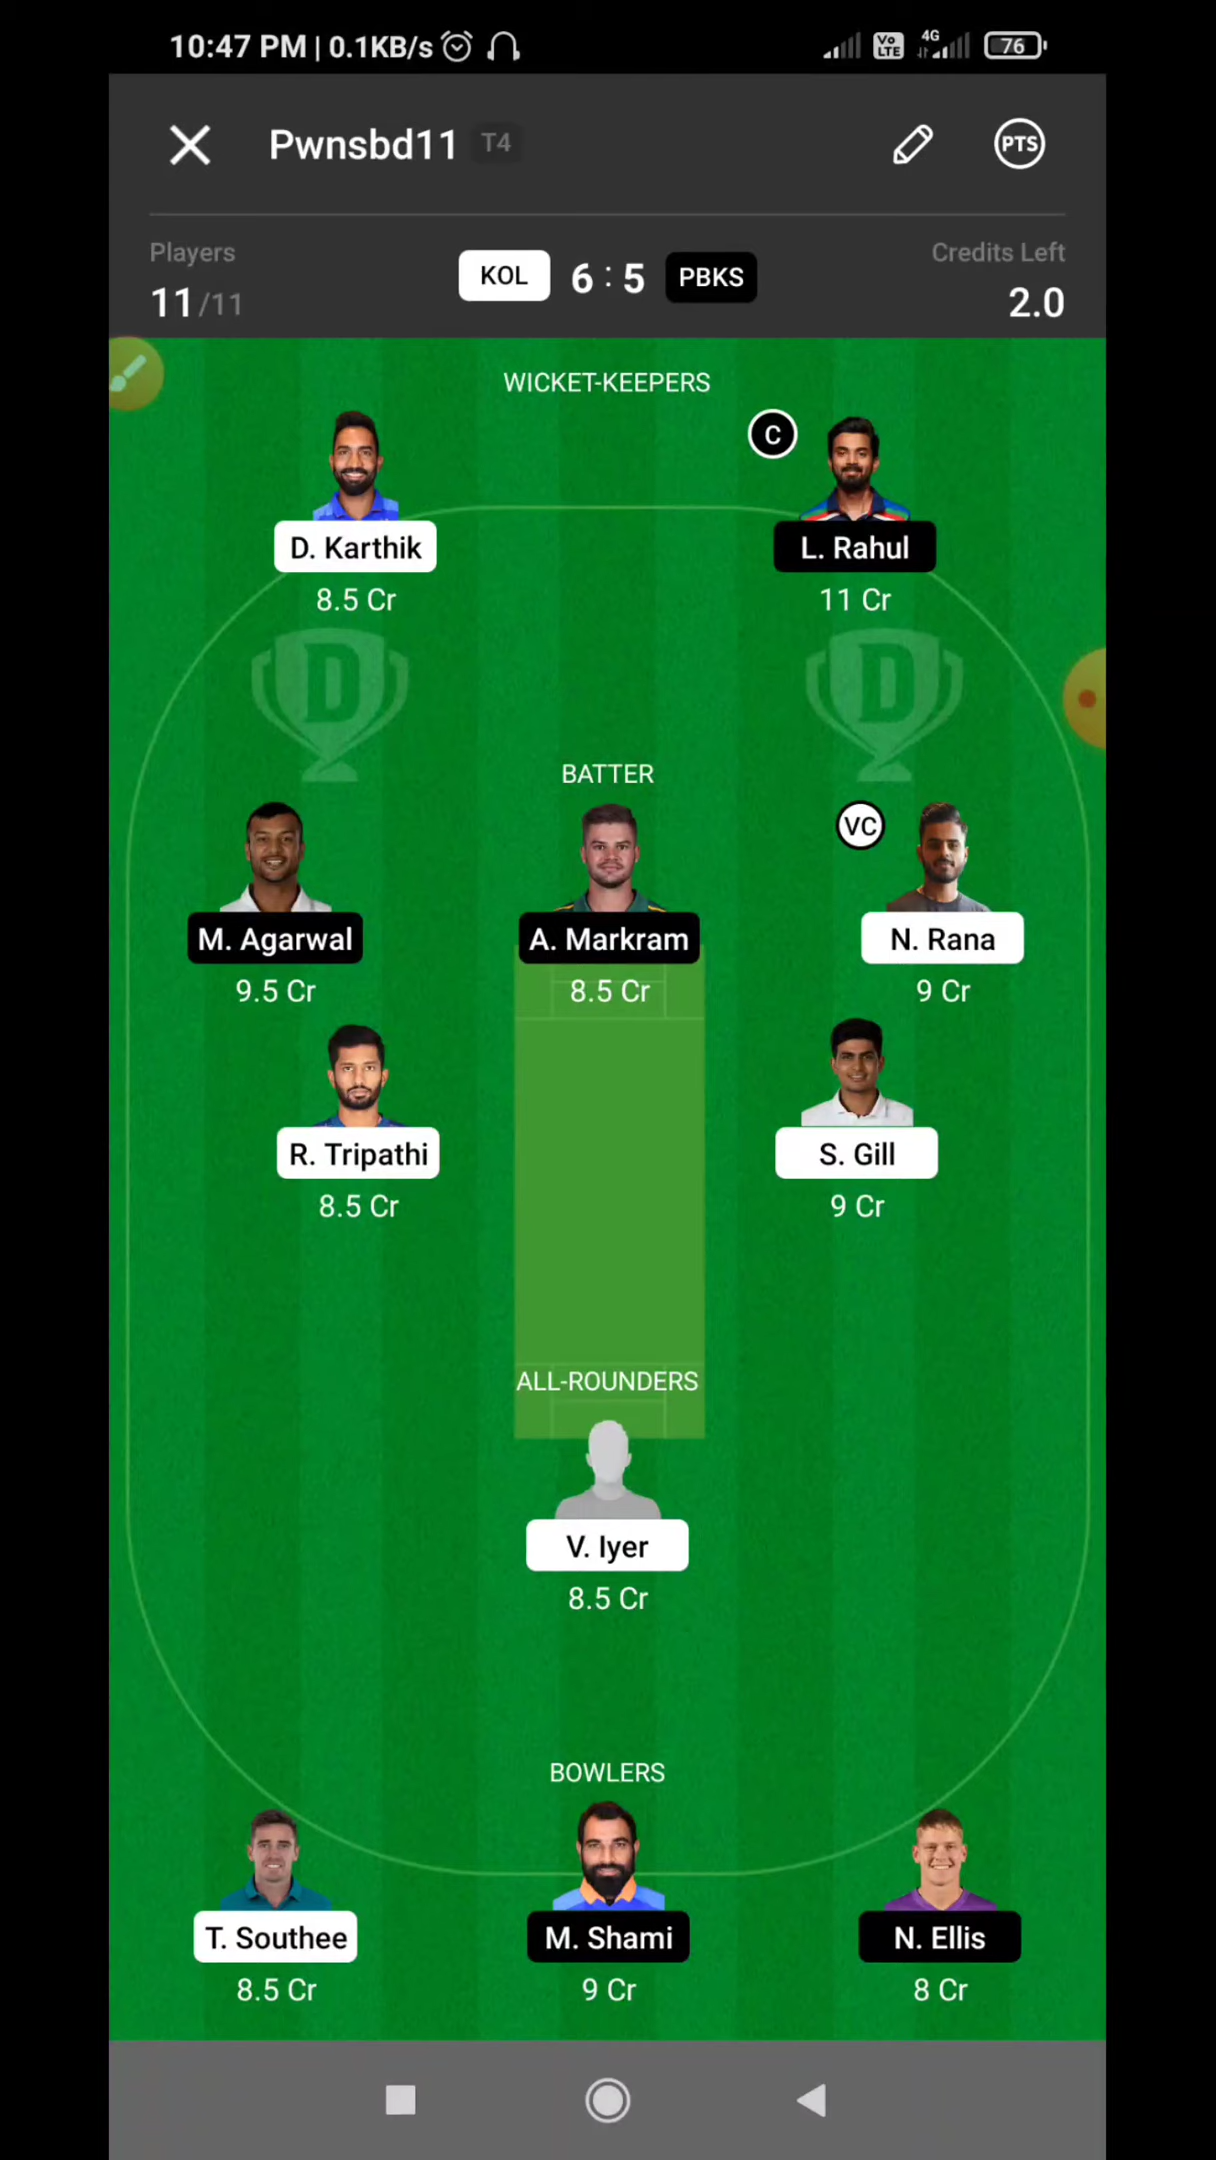 10:47 PM | 0.1KB/s
Vo LTE 4G 76
Pwnsbd11 T4
PTS
Players
Credits Left
KOL 6 : 5 PBKS
11/11
2.0
WICKET-KEEPERS
C
D. Karthik
L. Rahul
8.5 Cr
11 Cr
D D
BATTER
VC
M. Agarwal
A. Markram
N. Rana
9.5 Cr
8.5 Cr
9 Cr
R. Tripathi
S. Gill
8.5 Cr
9 Cr
ALL-ROUNDERS
V. Iyer
8.5 Cr
BOWLERS
T. Southee
M. Shami
N. Ellis
8.5 Cr
9 Cr
8 Cr